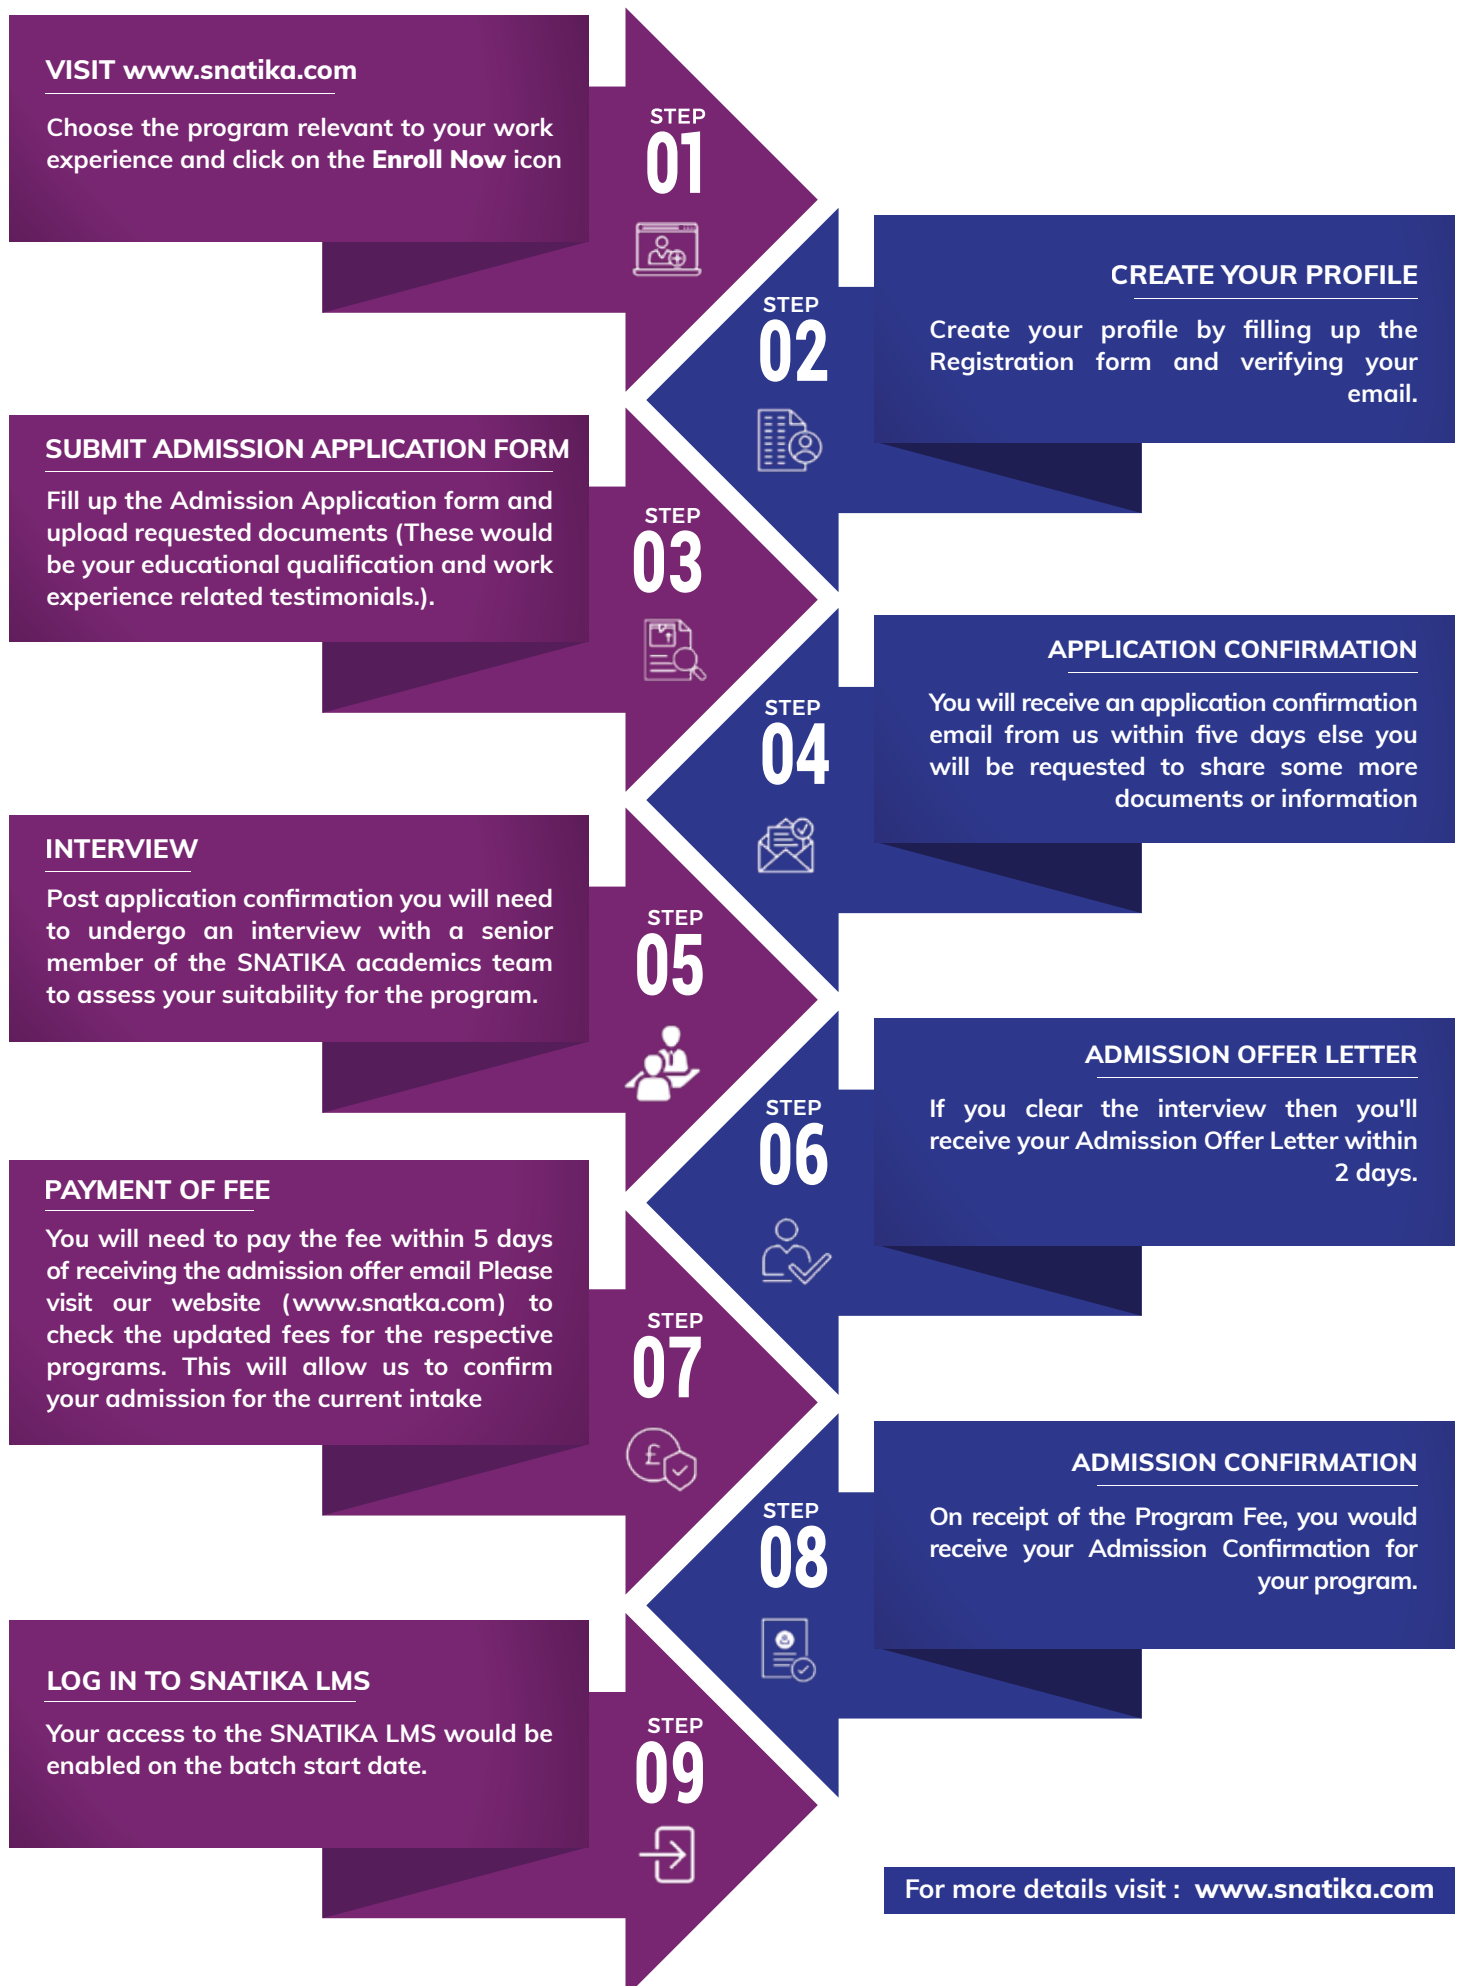 VISIT www.snatika.com
Choose the program relevant to your work
experience and click on the Enroll Now icon
STEP
01
CREATE YOUR PROFILE
Create your profile by filling up the
Registration form and verifying your
email.
STEP
02
SUBMIT ADMISSION APPLICATION FORM
Fill up the Admission Application form and
upload requested documents (These would
be your educational qualification and work
experience related testimonials.).
STEP
03
APPLICATION CONFIRMATION
You will receive an application confirmation
email from us within five days else you
will be requested to share some more
documents or information
STEP
04
INTERVIEW
Post application confirmation you will need
to undergo an interview with a senior
member of the SNATIKA academics team
to assess your suitability for the program.
STEP
05
ADMISSION OFFER LETTER
If you clear the interview then you'll
receive your Admission Offer Letter within
2 days.
STEP
06
PAYMENT OF FEE
You will need to pay the fee within 5 days
of receiving the admission offer email Please
visit our website (www.snatka.com) to
check the updated fees for the respective
programs. This will allow us to confirm
your admission for the current intake
STEP
07
£
ADMISSION CONFIRMATION
On receipt of the Program Fee, you would
receive your Admission Confirmation for
your program.
STEP
08
LOG IN TO SNATIKA LMS
Your access to the SNATIKA LMS would be
enabled on the batch start date.
STEP
09
For more details visit : www.snatika.com